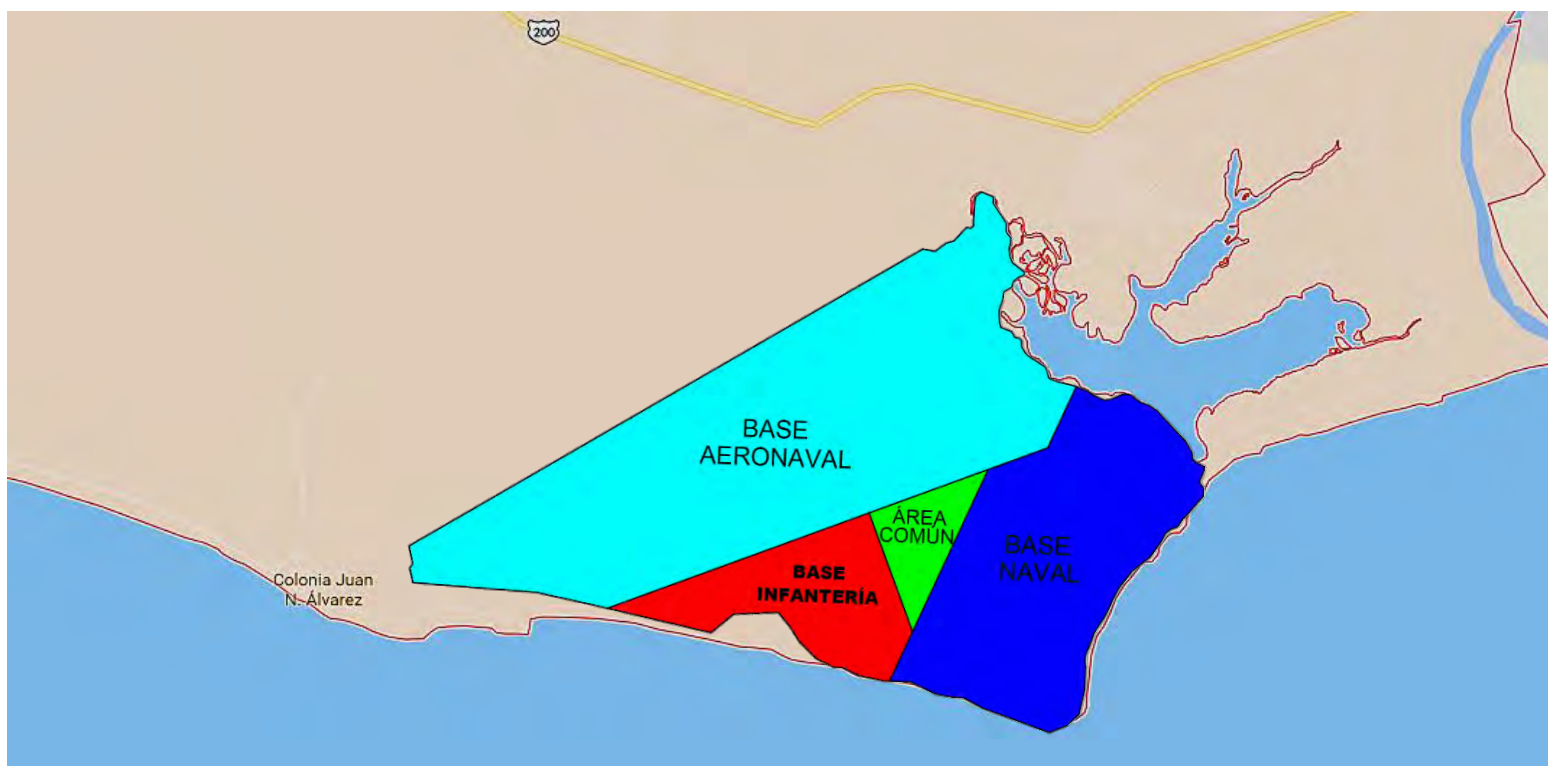 200
BASE
AERONAVAL
ÁREA
COMÚN
BASE
NAVAL
BASE
INFANTERÍA
Colonia Juan
N. Álvarez